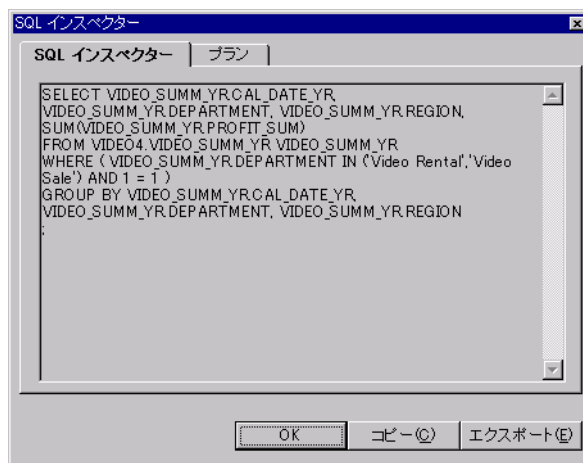 SQL インスペクター
SQL インスペクター プラン
SELECT VIDEO_SUMM_YR.CAL_DATE_YR,
VIDEO_SUMM_YR.DEPARTMENT, VIDEO_SUMM_YR.REGION,
SUM(VIDEO_SUMM_YR.PROFIT_SUM)
FROM VIDEO4.VIDEO_SUMM_YR VIDEO_SUMM_YR
WHERE ( VIDEO_SUMM_YR.DEPARTMENT IN ('Video Rental','Video
Sale') AND 1 = 1 )
GROUP BY VIDEO_SUMM_YR.CAL_DATE_YR,
VIDEO_SUMM_YR.DEPARTMENT, VIDEO_SUMM_YR.REGION
;
OK コピー(C) エクスポート(E)